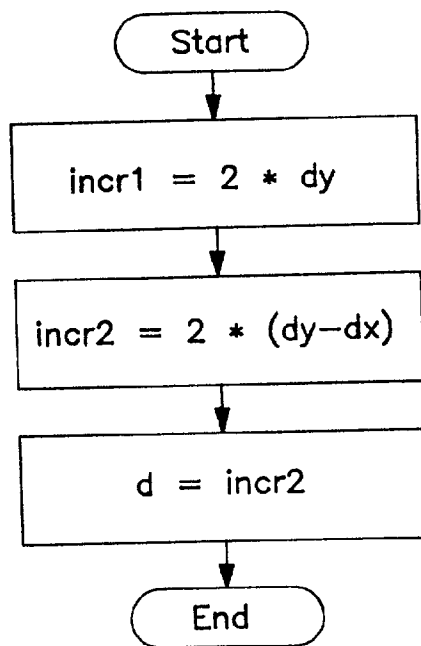 Start
incr1 = 2 * dy
incr2 = 2 * (dy-dx)
d = incr2
End